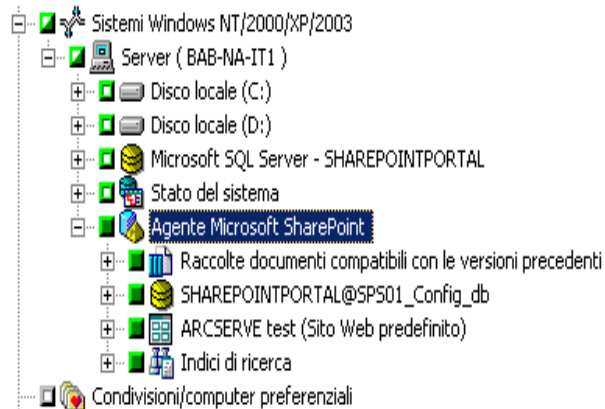 Sistemi Windows NT/2000/XP/2003
Server ( BAB-NA-IT1 )
Disco locale (C:)
Disco locale (D:)
Microsoft SQL Server - SHAREPOINTPORTAL
Stato del sistema
Agente Microsoft SharePoint
Raccolte documenti compatibili con le versioni precedenti
SHAREPOINTPORTAL@SPS01_Config_db
ARCSERVE test (Sito Web predefinito)
Indici di ricerca
Condivisioni/computer preferenziali